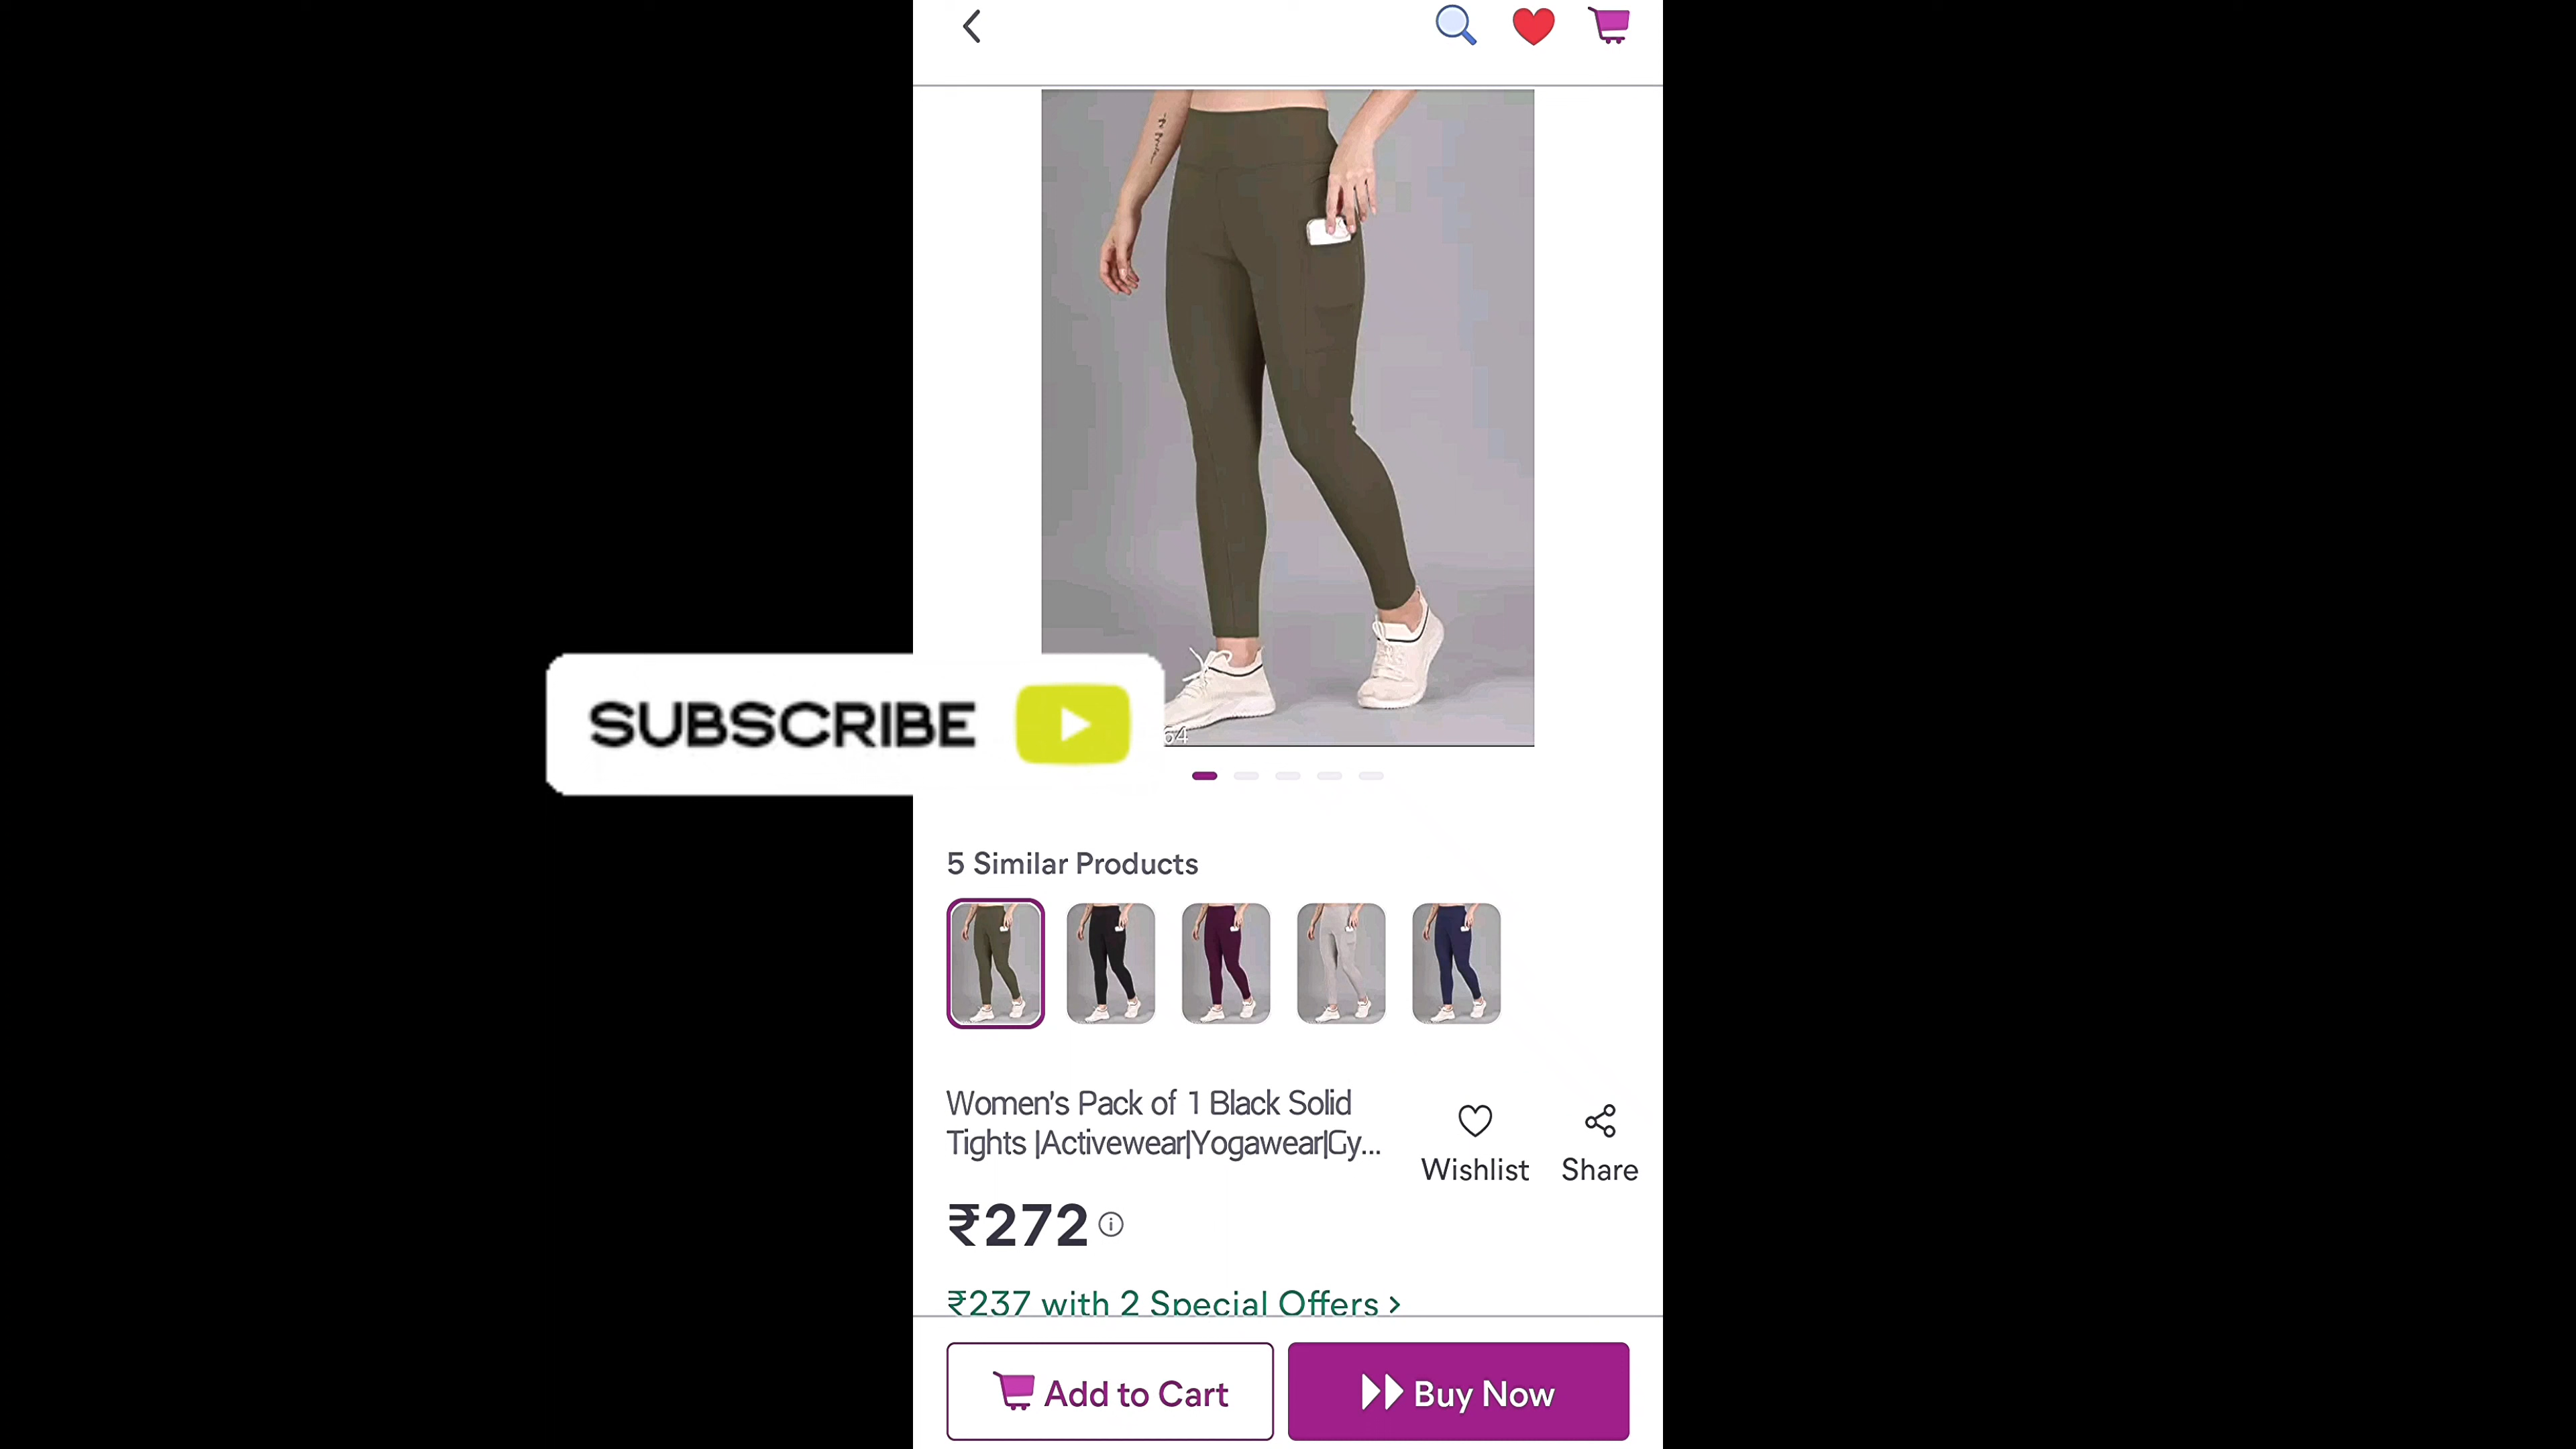 SUBSCRIBE
64
5 Similar Products
Women's Pack of 1 Black Solid
Tights |Activewear|Yogawear|Gy...
Wishlist
Share
₹272
₹237 with 2 Special Offers >
Add to Cart
Buy Now